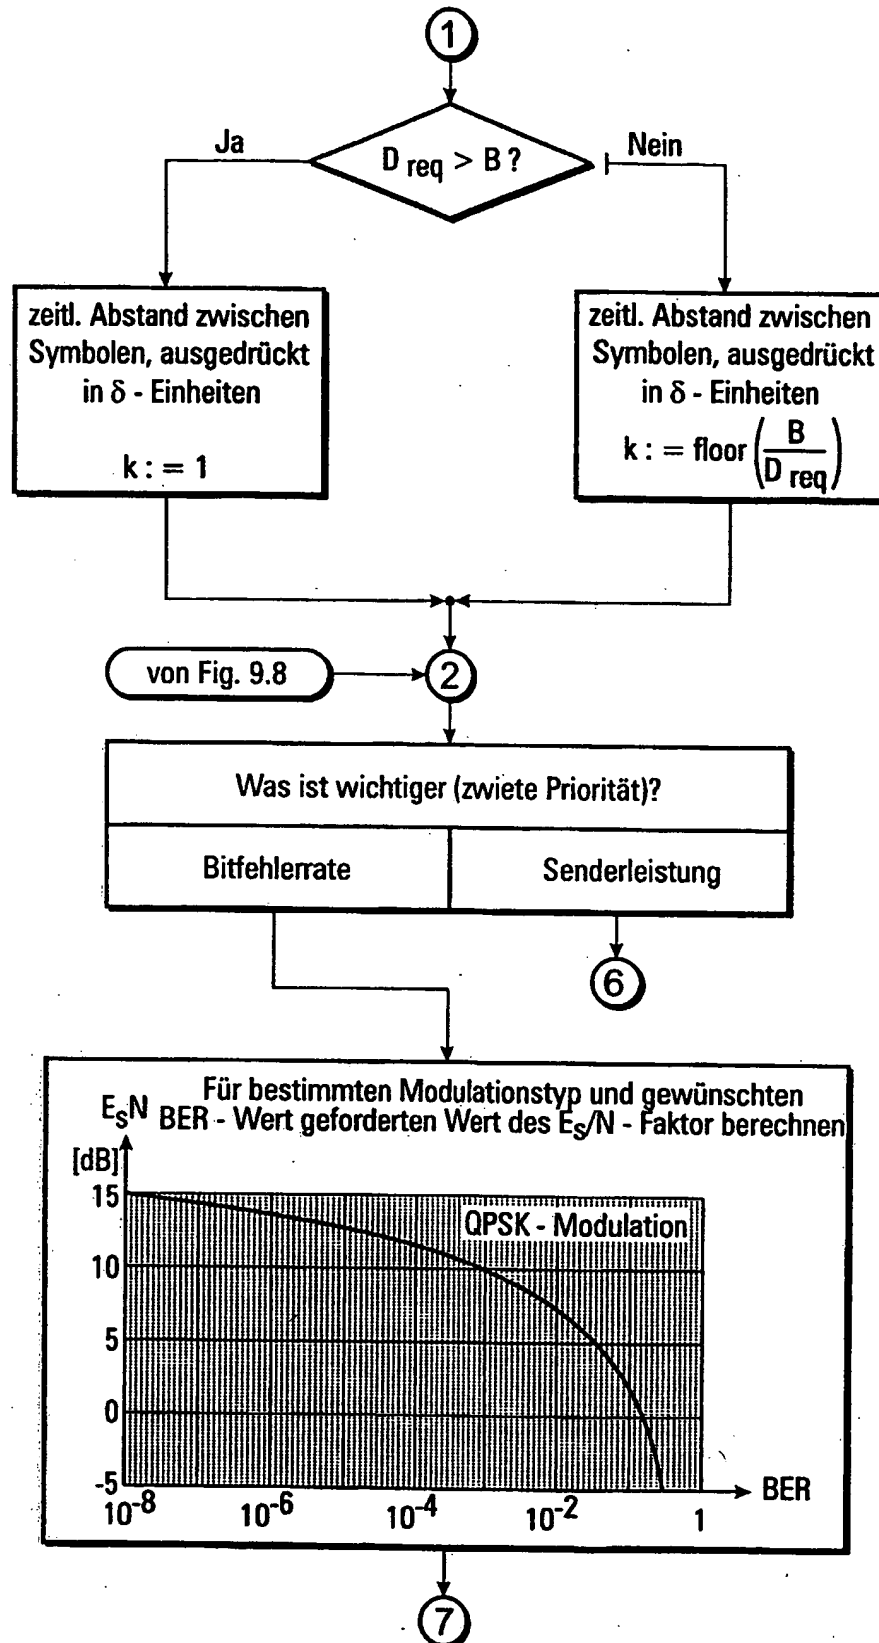 1
D req > B ?
Ja
Nein
zeitl. Abstand zwischen
Symbolen, ausgedrückt
in δ - Einheiten
k : = 1
zeitl. Abstand zwischen
Symbolen, ausgedrückt
in δ - Einheiten
k : = floor (B / D req)
von Fig. 9.8
2
Was ist wichtiger (zwiete Priorität)?
Bitfehlerrate
Senderleistung
6
Für bestimmten Modulationstyp und gewünschten
BER - Wert geforderten Wert des E_S/N - Faktor berechnen
E_SN
[dB]
QPSK - Modulation
15
10
5
0
-5
10^-8
10^-6
10^-4
10^-2
1
BER
7